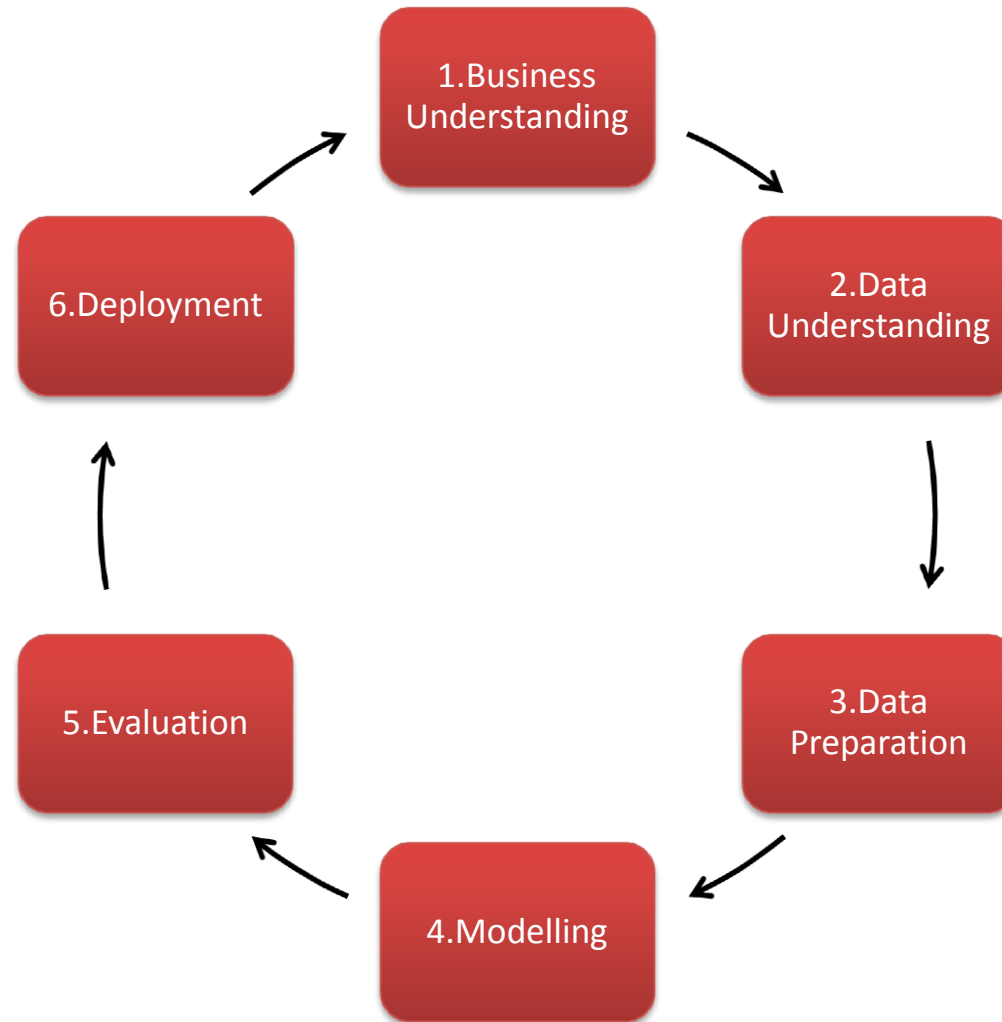 1.Business
Understanding
2.Data
Understanding
3.Data
Preparation
4.Modelling
5.Evaluation
6.Deployment